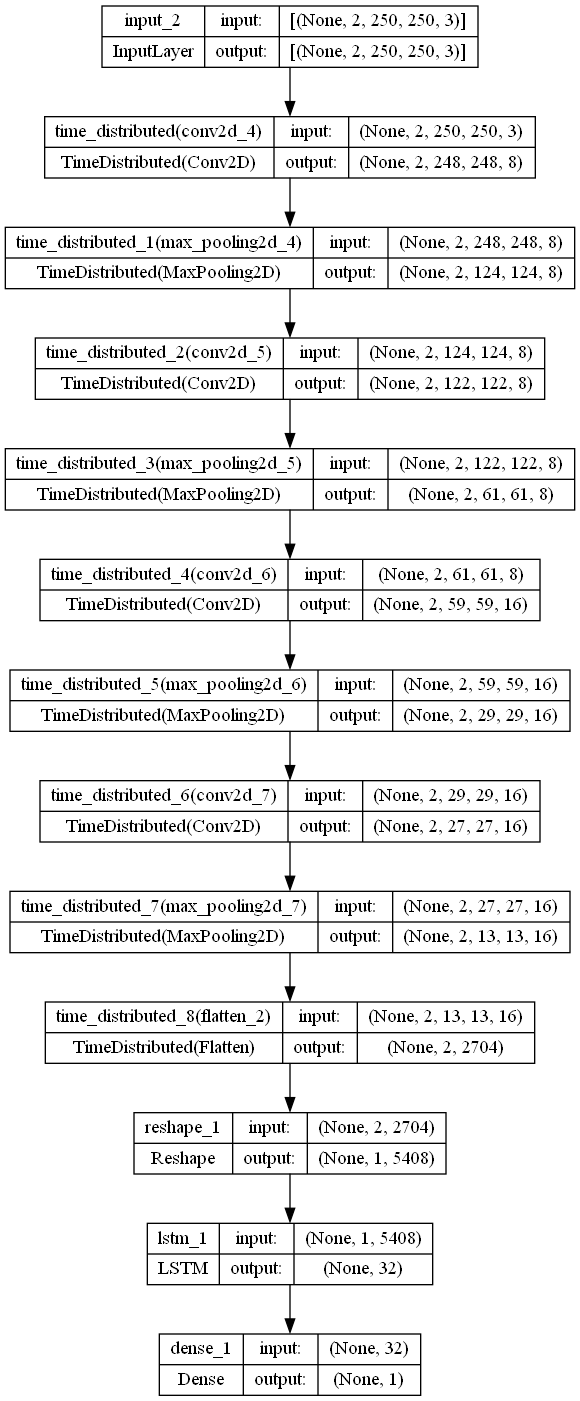 input_2 input: [(None, 2, 250, 250, 3)]
InputLayer output: [(None, 2, 250, 250, 3)]
time_distributed(conv2d_4) input: (None, 2, 250, 250, 3)
TimeDistributed(Conv2D) output: (None, 2, 248, 248, 8)
time_distributed_1(max_pooling2d_4) input: (None, 2, 248, 248, 8)
TimeDistributed(MaxPooling2D) output: (None, 2, 124, 124, 8)
time_distributed_2(conv2d_5) input: (None, 2, 124, 124, 8)
TimeDistributed(Conv2D) output: (None, 2, 122, 122, 8)
time_distributed_3(max_pooling2d_5) input: (None, 2, 122, 122, 8)
TimeDistributed(MaxPooling2D) output: (None, 2, 61, 61, 8)
time_distributed_4(conv2d_6) input: (None, 2, 61, 61, 8)
TimeDistributed(Conv2D) output: (None, 2, 59, 59, 16)
time_distributed_5(max_pooling2d_6) input: (None, 2, 59, 59, 16)
TimeDistributed(MaxPooling2D) output: (None, 2, 29, 29, 16)
time_distributed_6(conv2d_7) input: (None, 2, 29, 29, 16)
TimeDistributed(Conv2D) output: (None, 2, 27, 27, 16)
time_distributed_7(max_pooling2d_7) input: (None, 2, 27, 27, 16)
TimeDistributed(MaxPooling2D) output: (None, 2, 13, 13, 16)
time_distributed_8(flatten_2) input: (None, 2, 13, 13, 16)
TimeDistributed(Flatten) output: (None, 2, 2704)
reshape_1 input: (None, 2, 2704)
Reshape output: (None, 1, 5408)
lstm_1 input: (None, 1, 5408)
LSTM output: (None, 32)
dense_1 input: (None, 32)
Dense output: (None, 1)